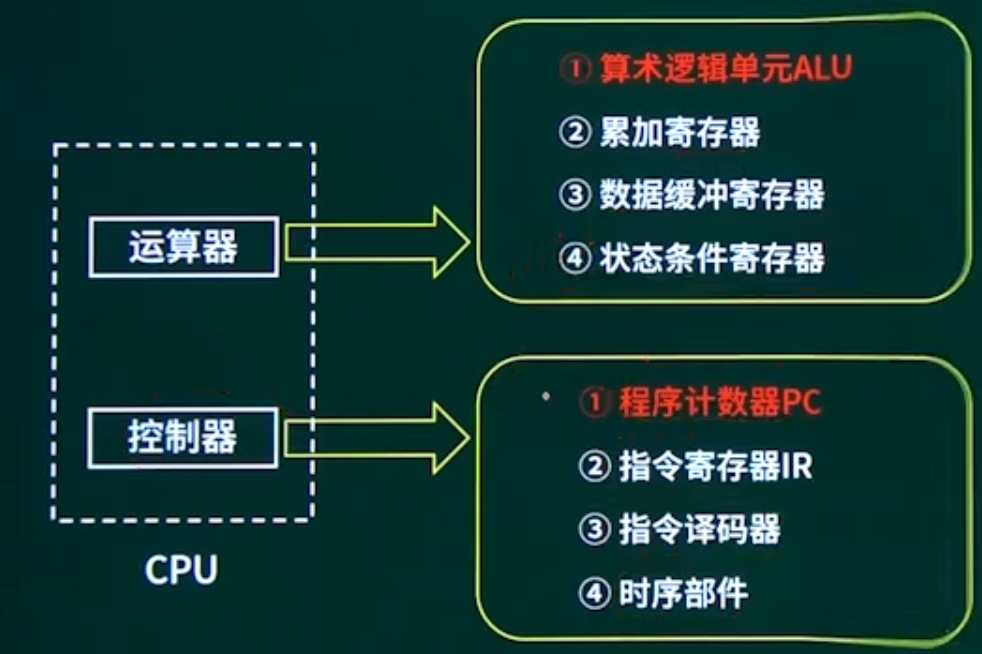 运算器
① 算术逻辑单元ALU
② 累加寄存器
③ 数据缓冲寄存器
④ 状态条件寄存器
控制器
① 程序计数器PC
② 指令寄存器IR
③ 指令译码器
④ 时序部件
CPU